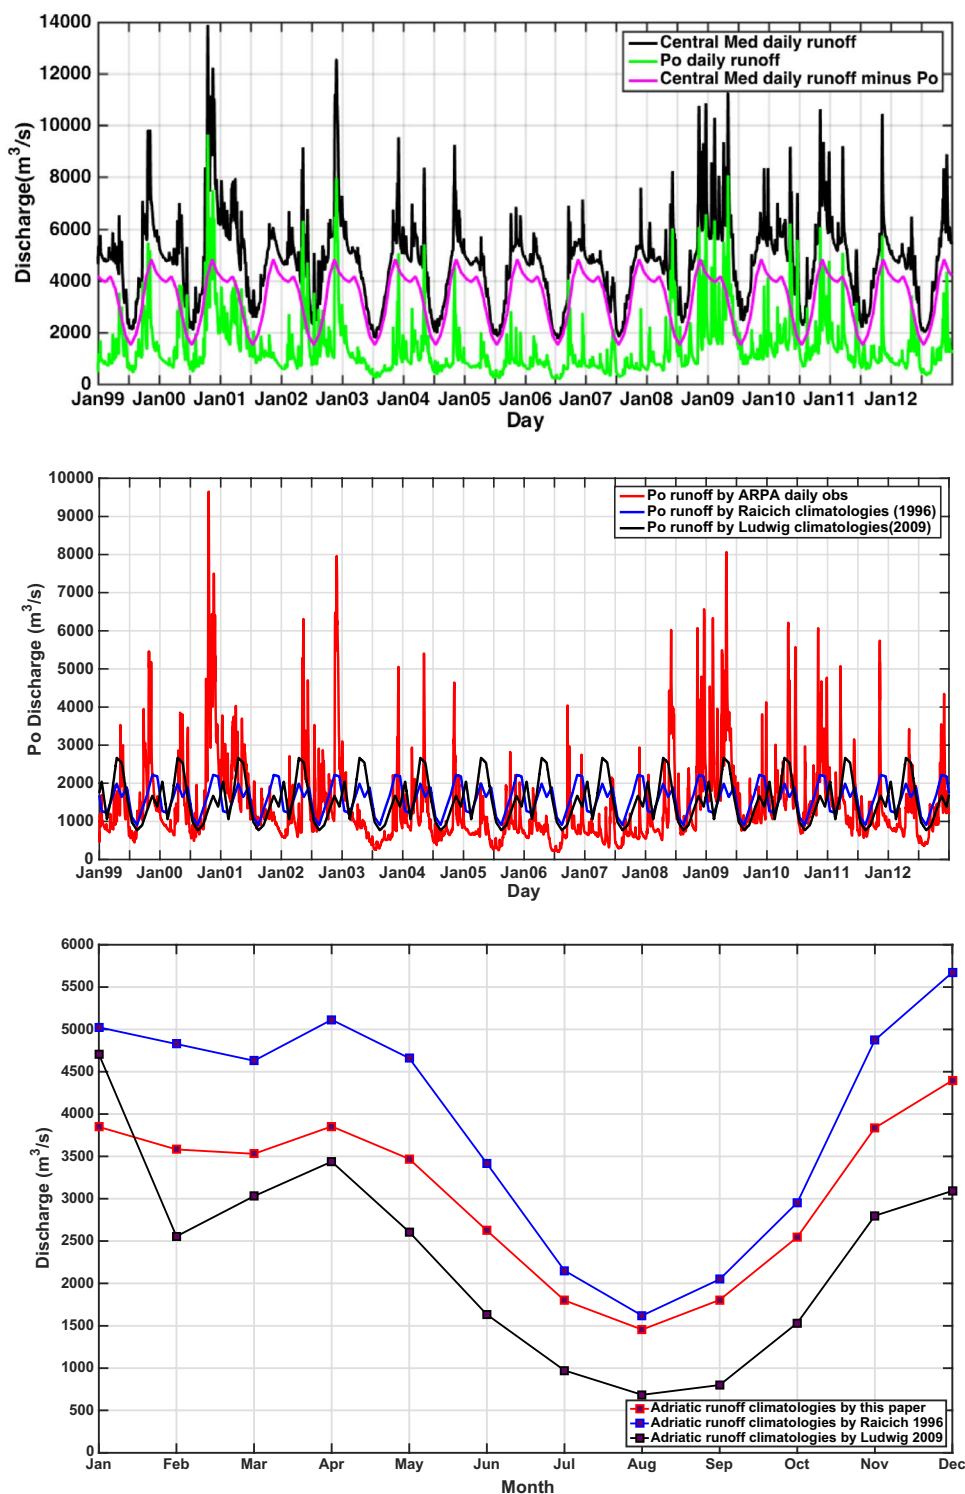 14000
12000
10000
8000
6000
4000
2000
0
Discharge(m³/s)
Central Med daily runoff
Po daily runoff
Central Med daily runoff minus Po
Jan99 Jan00 Jan01 Jan02 Jan03 Jan04 Jan05 Jan06 Jan07 Jan08 Jan09 Jan10 Jan11 Jan12
Day
10000
9000
8000
7000
6000
5000
4000
3000
2000
1000
0
Po Discharge (m³/s)
Po runoff by ARPA daily obs
Po runoff by Raicich climatologies (1996)
Po runoff by Ludwig climatologies(2009)
Jan99 Jan00 Jan01 Jan02 Jan03 Jan04 Jan05 Jan06 Jan07 Jan08 Jan09 Jan10 Jan11 Jan12
Day
6000
5500
5000
4500
4000
3500
3000
2500
2000
1500
1000
500
0
Discharge (m³/s)
Adriatic runoff climatologies by this paper
Adriatic runoff climatologies by Raicich 1996
Adriatic runoff climatologies by Ludwig 2009
Jan Feb Mar Apr May Jun Jul Aug Sep Oct Nov Dec
Month